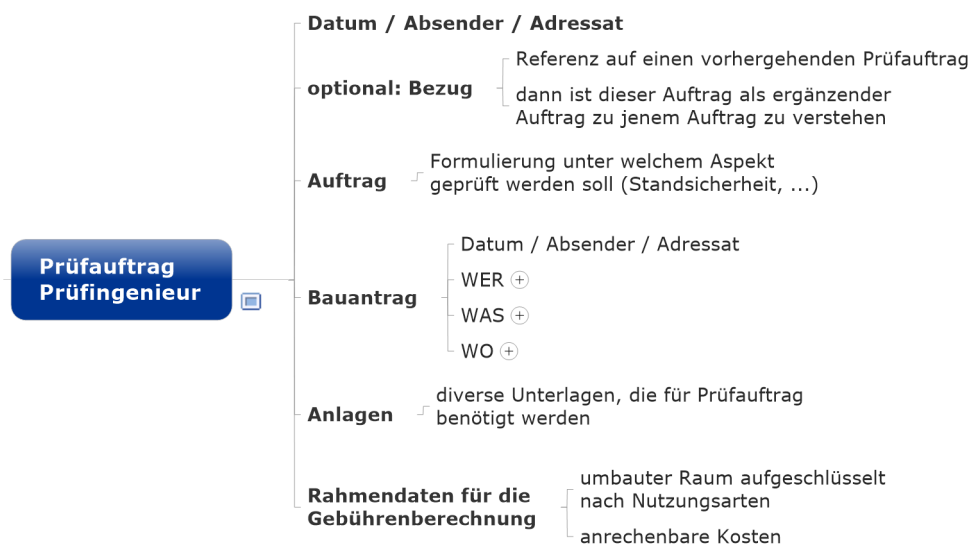 Datum / Absender / Adressat
optional: Bezug
Referenz auf einen vorhergehenden Prüfauftrag
dann ist dieser Auftrag als ergänzender
Auftrag zu jenem Auftrag zu verstehen
Auftrag
Formulierung unter welchem Aspekt
geprüft werden soll (Standsicherheit, ...)
Prüfauftrag
Prüfingenieur
Bauantrag
Datum / Absender / Adressat
WER
WAS
WO
Anlagen
diverse Unterlagen, die für Prüfauftrag
benötigt werden
Rahmendaten für die
Gebührenberechnung
umbauter Raum aufgeschlüsselt
nach Nutzungsarten
anrechenbare Kosten